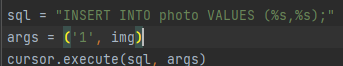 sql = "INSERT INTO photo VALUES (%s,%s);"
args = ('1', img)
cursor.execute(sql, args)